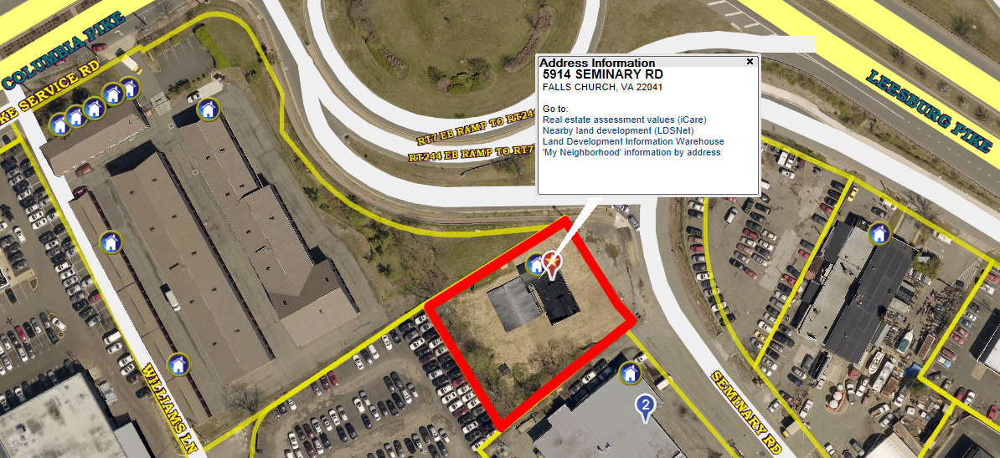 COLUMBIA PIKE
KE SERVICE RD
Address Information
5914 SEMINARY RD
FALLS CHURCH, VA 22041
Go to:
Real estate assessment values (iCare)
Nearby land development (LDSNet)
Land Development Information Warehouse
'My Neighborhood' information by address
LEESBURG PIKE
RT7 EB RAMP TO RT244
RT244 EB RAMP TO RT7
WILLIAMS LN
SEMINARY RD
2